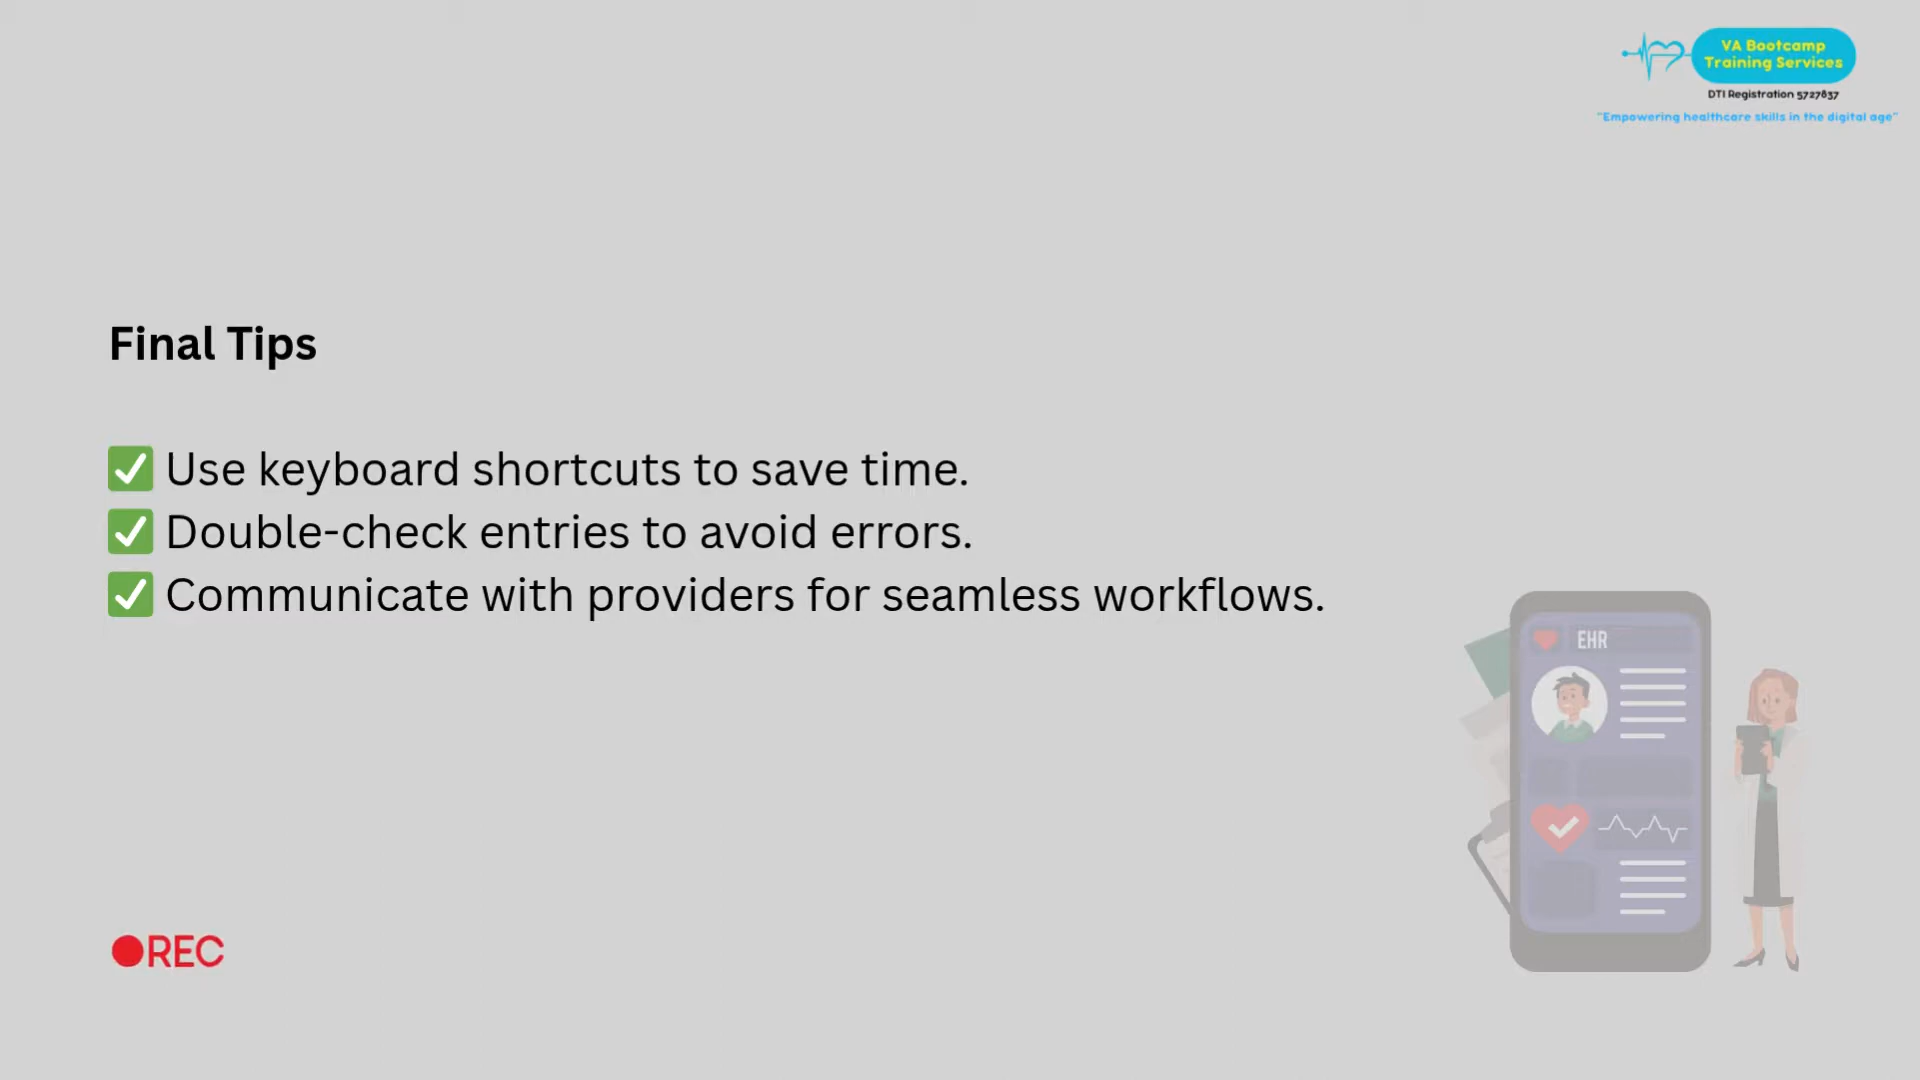 VA Bootcamp
Training Services
DTI Registration 5727837
"Empowering healthcare skills in the digital age"
Final Tips
✅ Use keyboard shortcuts to save time.
✅ Double-check entries to avoid errors.
✅ Communicate with providers for seamless workflows.
EHR
REC